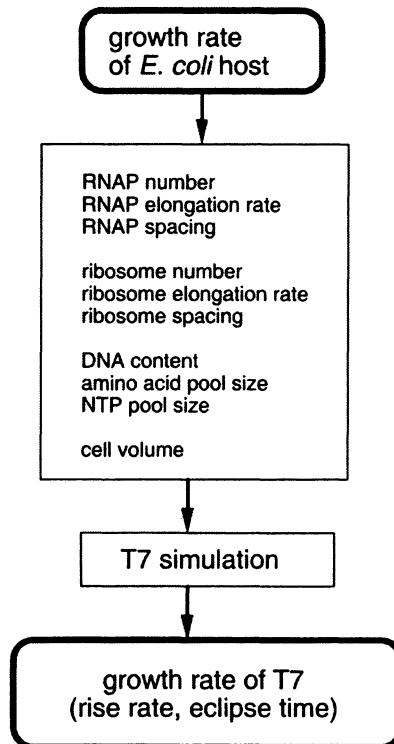 growth rate
of E. coli host
RNAP number
RNAP elongation rate
RNAP spacing
ribosome number
ribosome elongation rate
ribosome spacing
DNA content
amino acid pool size
NTP pool size
cell volume
T7 simulation
growth rate of T7
(rise rate, eclipse time)